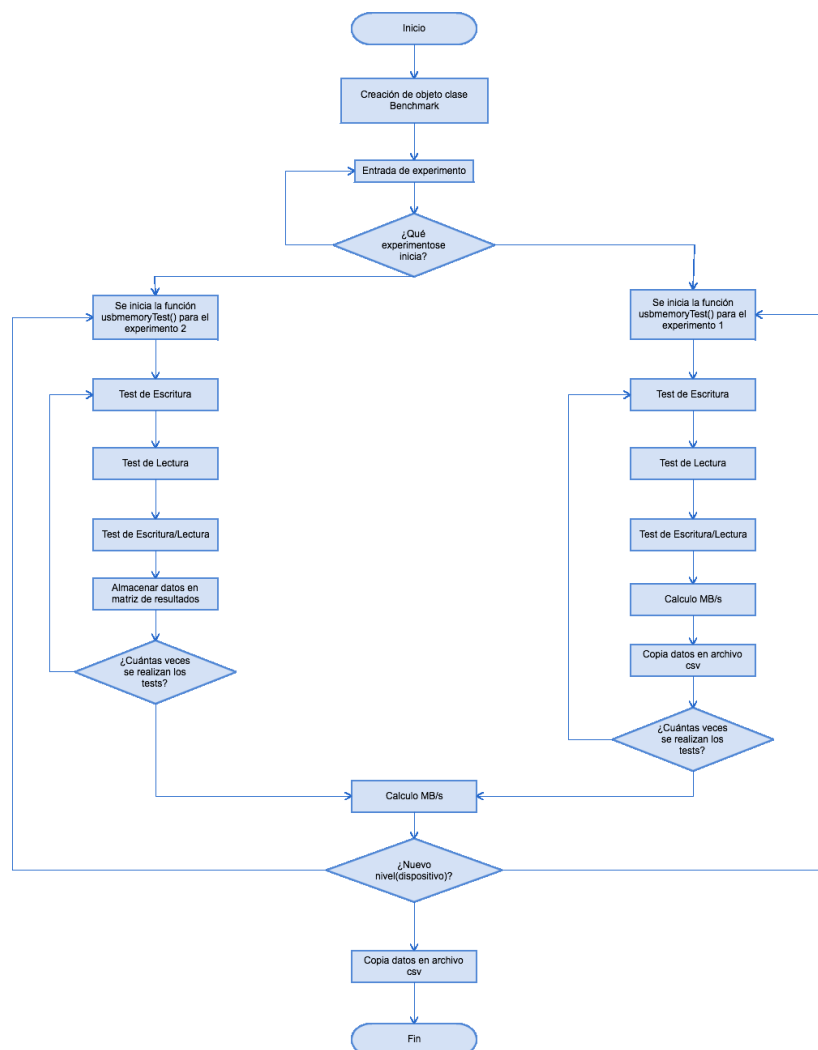 Inicio
Creación de objeto clase
Benchmark
Entrada de experimento
¿Qué
experimentose
inicia?
Se inicia la función
usbmemoryTest() para el
experimento 2
Se inicia la función
usbmemoryTest() para el
experimento 1
Test de Escritura
Test de Escritura
Test de Lectura
Test de Lectura
Test de Escritura/Lectura
Test de Escritura/Lectura
Almacenar datos en
matriz de resultados
Calculo MB/s
¿Cuántas veces
se realizan los
tests?
Copia datos en archivo
csv
¿Cuántas veces
se realizan los
tests?
Calculo MB/s
¿Nuevo
nivel(dispositivo)?
Copia datos en archivo
csv
Fin